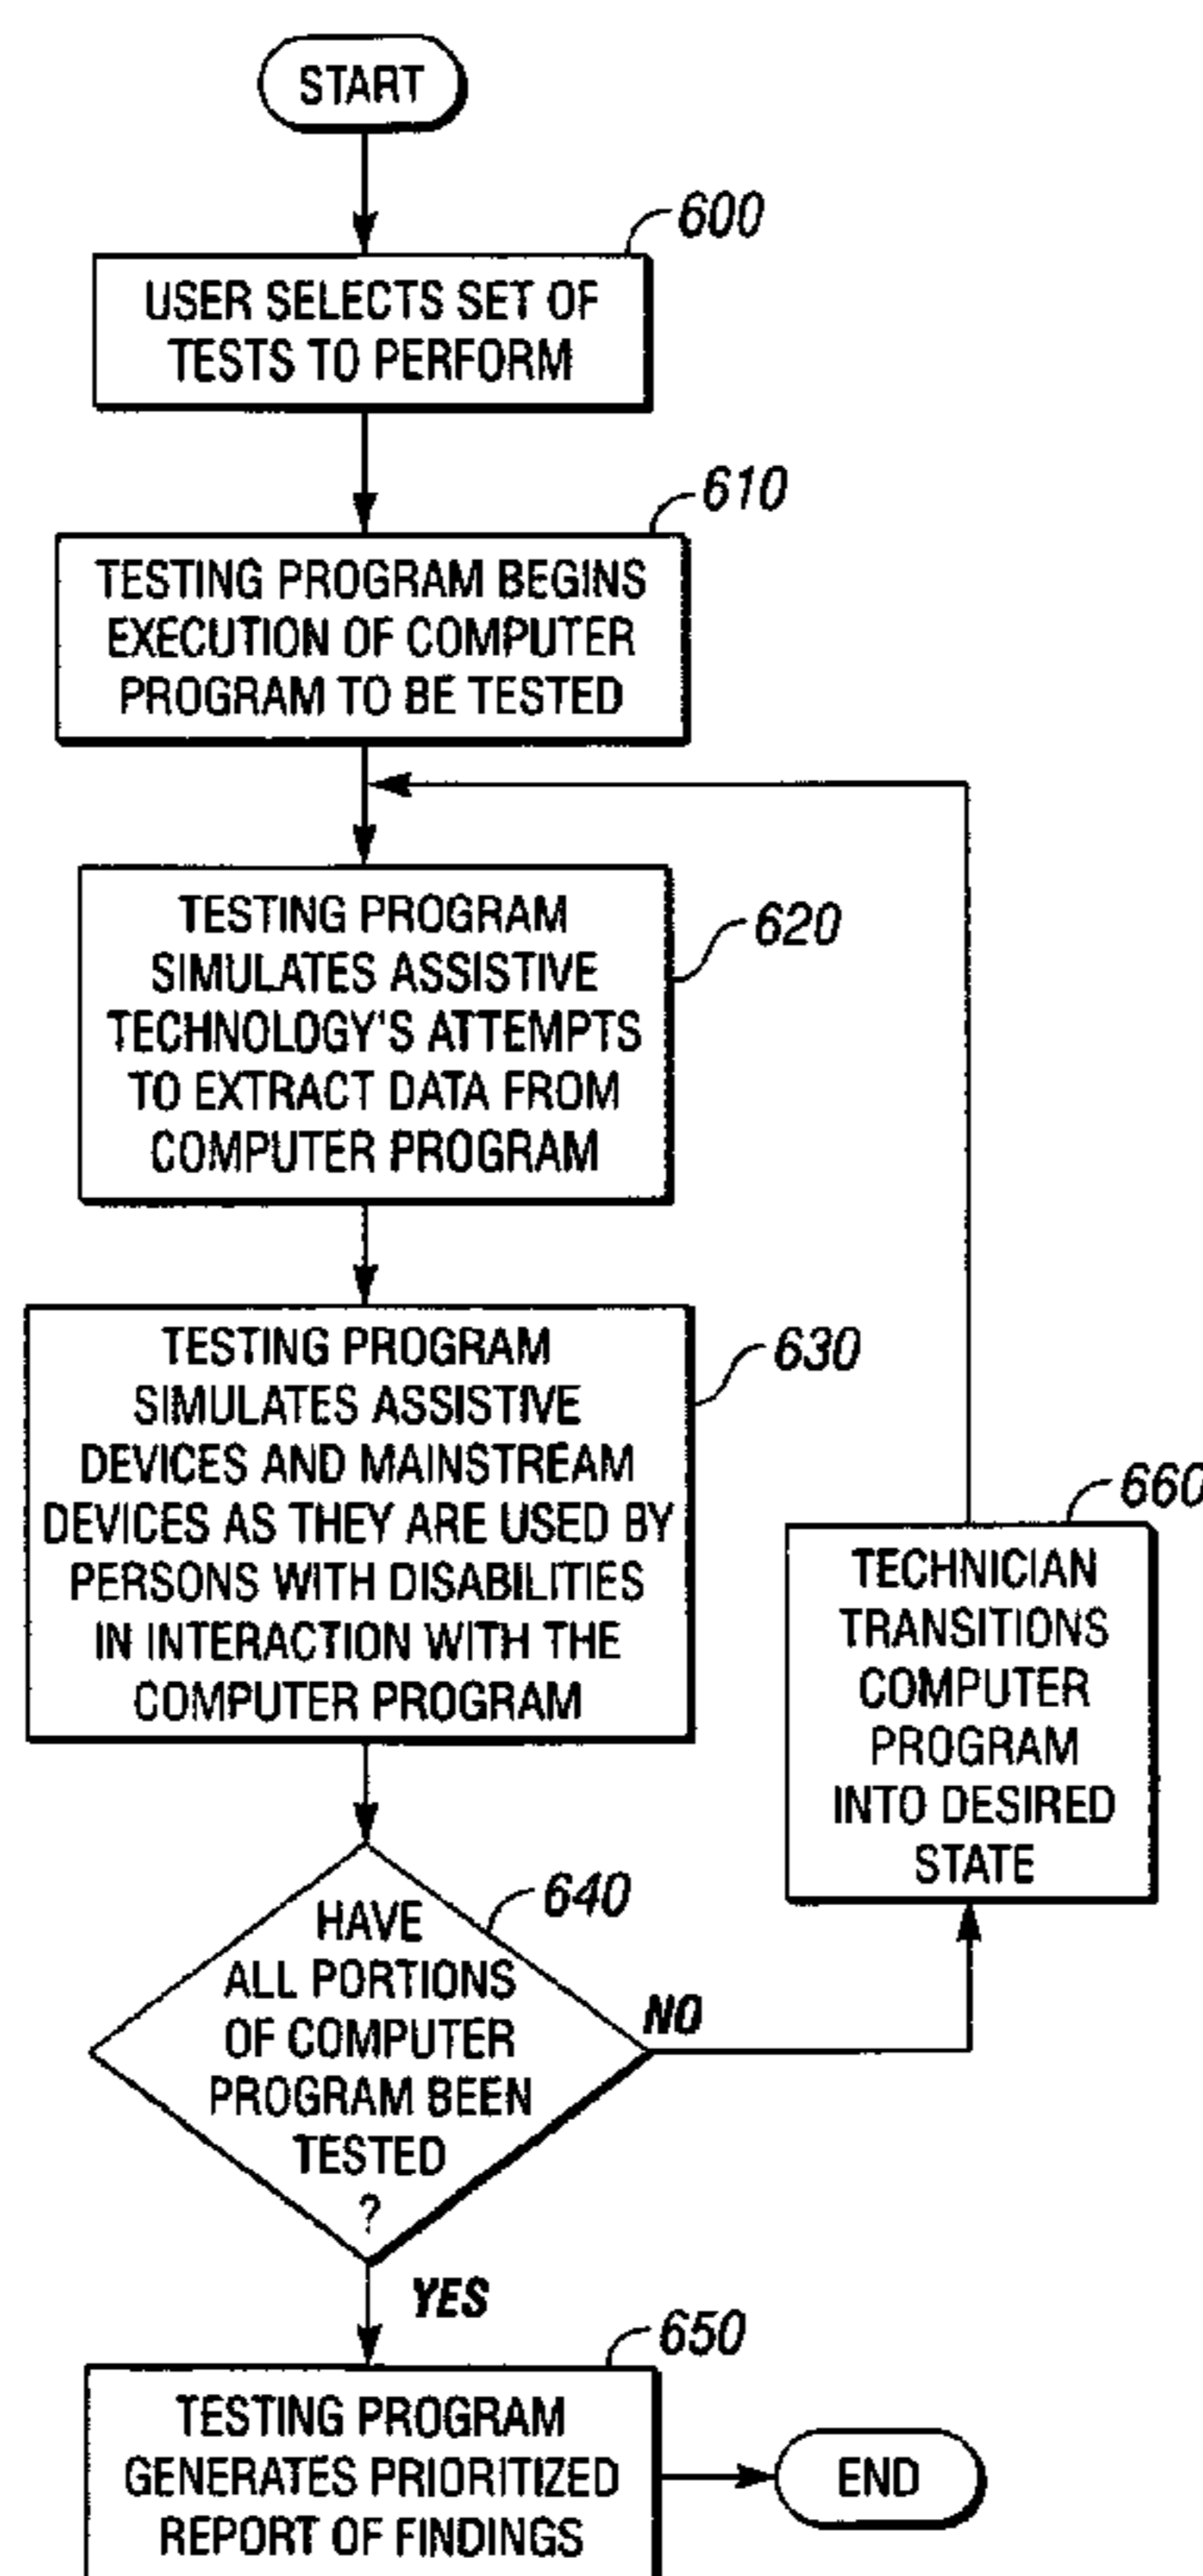 START
600
USER SELECTS SET OF
TESTS TO PERFORM
610
TESTING PROGRAM BEGINS
EXECUTION OF COMPUTER
PROGRAM TO BE TESTED
620
TESTING PROGRAM
SIMULATES ASSISTIVE
TECHNOLOGY'S ATTEMPTS
TO EXTRACT DATA FROM
COMPUTER PROGRAM
630
TESTING PROGRAM
SIMULATES ASSISTIVE
DEVICES AND MAINSTREAM
DEVICES AS THEY ARE USED BY
PERSONS WITH DISABILITIES
IN INTERACTION WITH THE
COMPUTER PROGRAM
660
TECHNICIAN
TRANSITIONS
COMPUTER
PROGRAM
INTO DESIRED
STATE
640
HAVE
ALL PORTIONS
OF COMPUTER
PROGRAM BEEN
TESTED
?
NO
YES
650
TESTING PROGRAM
GENERATES PRIORITIZED
REPORT OF FINDINGS
END